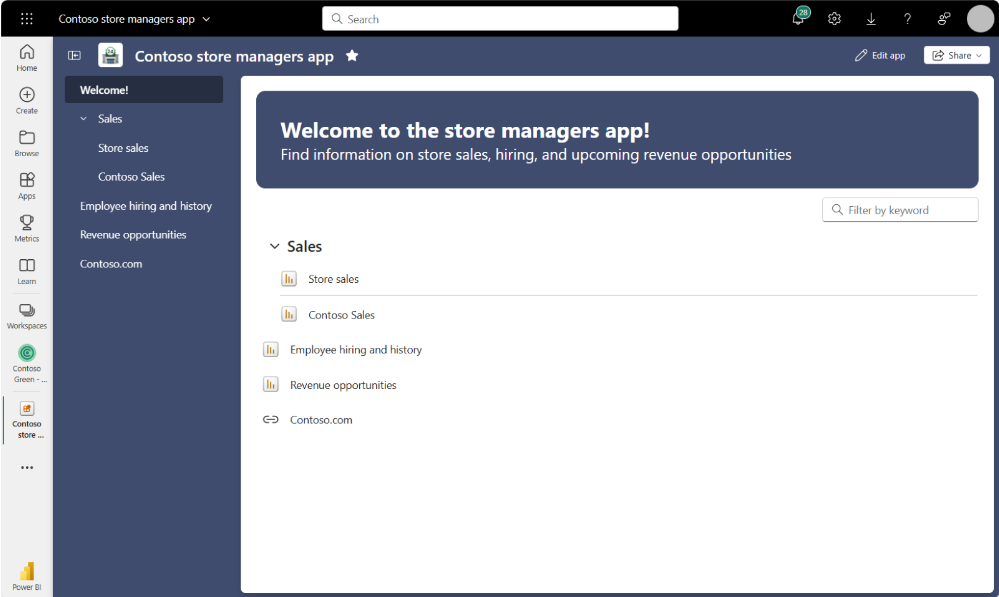 Contoso store managers app
Search
28
?
Home
Create
Browse
Apps
Metrics
Learn
Workspaces
Contoso
Green - ...
Contoso
store ...
...
Power BI
Contoso store managers app
Edit app
Share
Welcome!
Sales
Store sales
Contoso Sales
Employee hiring and history
Revenue opportunities
Contoso.com
Welcome to the store managers app!
Find information on store sales, hiring, and upcoming revenue opportunities
Filter by keyword
Sales
Store sales
Contoso Sales
Employee hiring and history
Revenue opportunities
Contoso.com